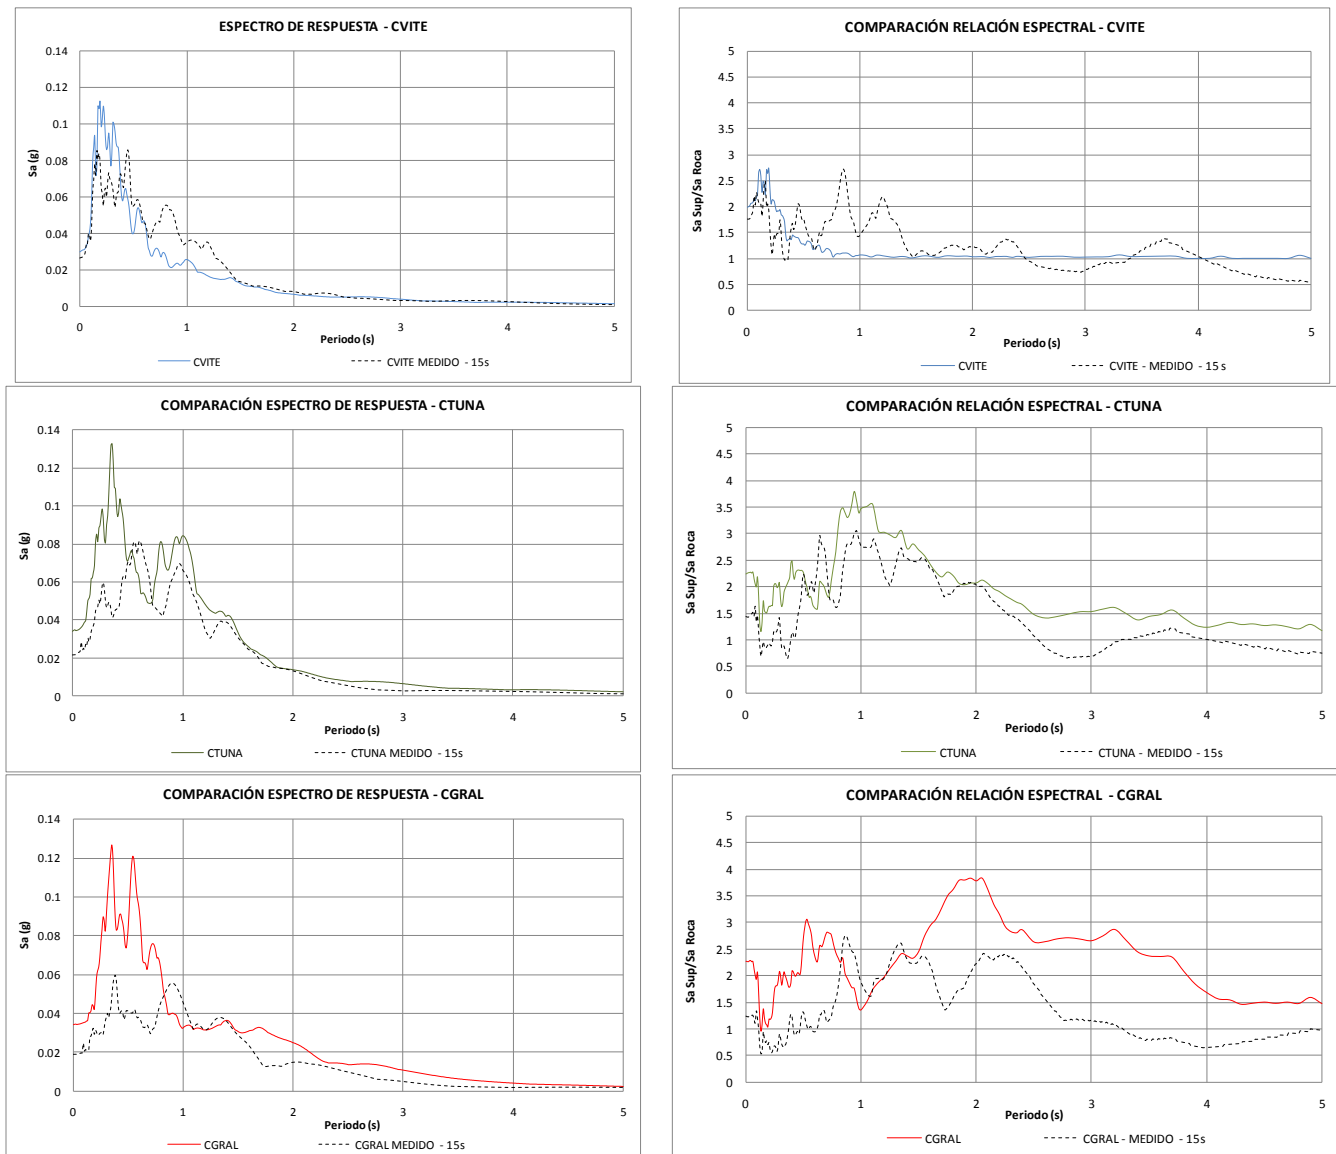 ESPECTRO DE RESPUESTA - CVITE
Sa (g)
0.14
0.12
0.1
0.08
0.06
0.04
0.02
0
0 1 2 3 4 5
Periodo (s)
CVITE CVITE MEDIDO - 15s
COMPARACIÓN RELACIÓN ESPECTRAL - CVITE
Sa Sup/Sa Roca
5
4.5
4
3.5
3
2.5
2
1.5
1
0.5
0
0 1 2 3 4 5
Periodo (s)
CVITE CVITE - MEDIDO - 15 s
COMPARACIÓN ESPECTRO DE RESPUESTA - CTUNA
Sa (g)
0.14
0.12
0.1
0.08
0.06
0.04
0.02
0
0 1 2 3 4 5
Periodo (s)
CTUNA CTUNA MEDIDO - 15s
COMPARACIÓN RELACIÓN ESPECTRAL - CTUNA
Sa Sup/Sa Roca
5
4.5
4
3.5
3
2.5
2
1.5
1
0.5
0
0 1 2 3 4 5
Periodo (s)
CTUNA CTUNA - MEDIDO - 15 s
COMPARACIÓN ESPECTRO DE RESPUESTA - CGRAL
Sa (g)
0.14
0.12
0.1
0.08
0.06
0.04
0.02
0
0 1 2 3 4 5
Periodo (s)
CGRAL CGRAL MEDIDO - 15s
COMPARACIÓN RELACIÓN ESPECTRAL - CGRAL
Sa Sup/Sa Roca
5
4.5
4
3.5
3
2.5
2
1.5
1
0.5
0
0 1 2 3 4 5
Periodo (s)
CGRAL CGRAL - MEDIDO - 15s